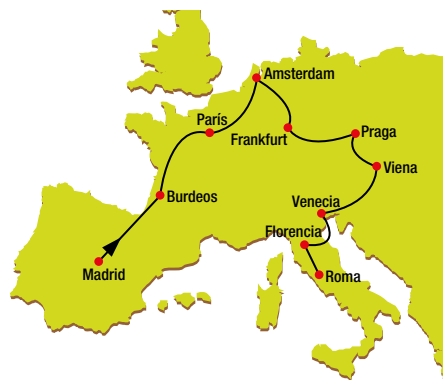 Amsterdam
París
Frankfurt
Praga
Viena
Burdeos
Venecia
Florencia
Madrid
Roma